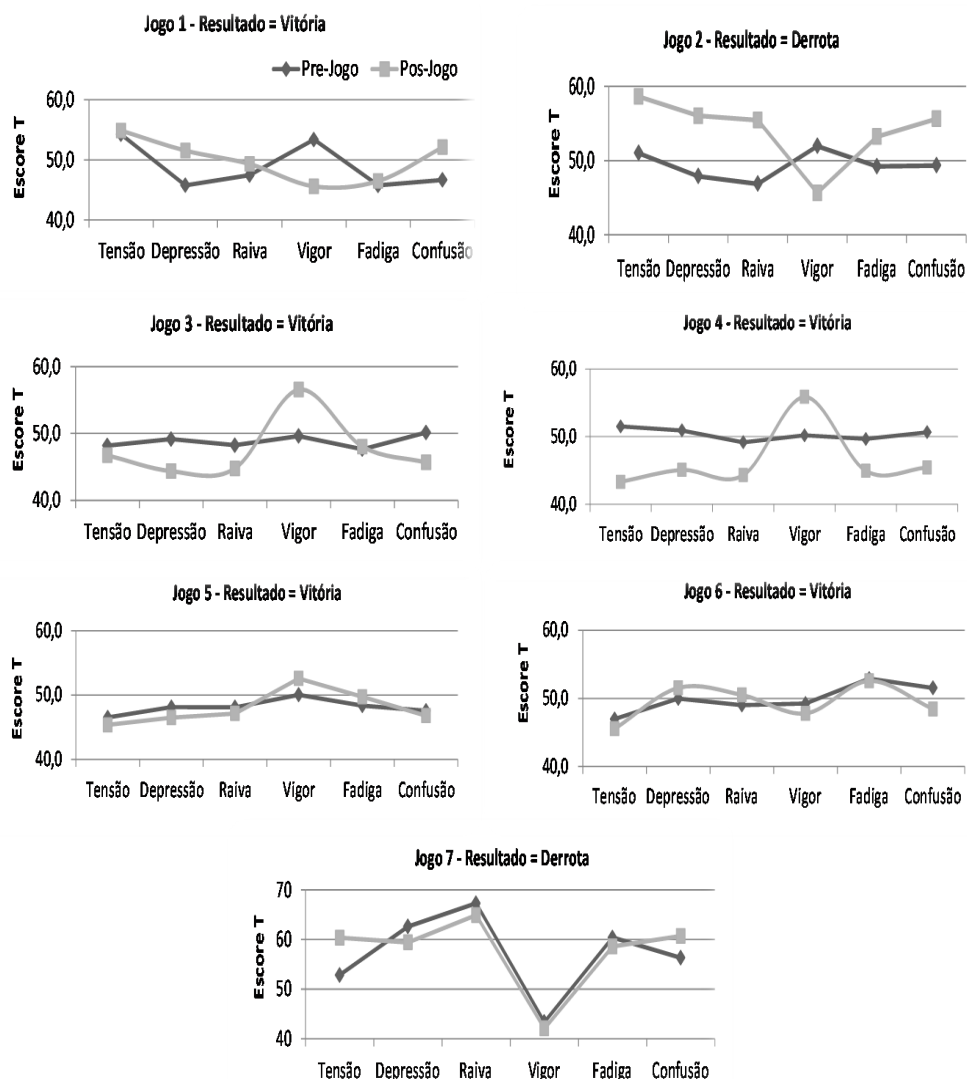 Jogo 1 - Resultado = Vitória
Pre-Jogo Pos-Jogo
Escore T
60,0
50,0
40,0
Tensão Depressão Raiva Vigor Fadiga Confusão
Jogo 2 - Resultado = Derrota
Escore T
60,0
50,0
40,0
Tensão Depressão Raiva Vigor Fadiga Confusão
Jogo 3 - Resultado = Vitória
Escore T
60,0
50,0
40,0
Tensão Depressão Raiva Vigor Fadiga Confusão
Jogo 4 - Resultado = Vitória
Escore T
60,0
50,0
40,0
Tensão Depressão Raiva Vigor Fadiga Confusão
Jogo 5 - Resultado = Vitória
Escore T
60,0
50,0
40,0
Tensão Depressão Raiva Vigor Fadiga Confusão
Jogo 6 - Resultado = Vitória
Escore T
60,0
50,0
40,0
Tensão Depressão Raiva Vigor Fadiga Confusão
Jogo 7 - Resultado = Derrota
Escore T
70
60
50
40
Tensão Depressão Raiva Vigor Fadiga Confusão